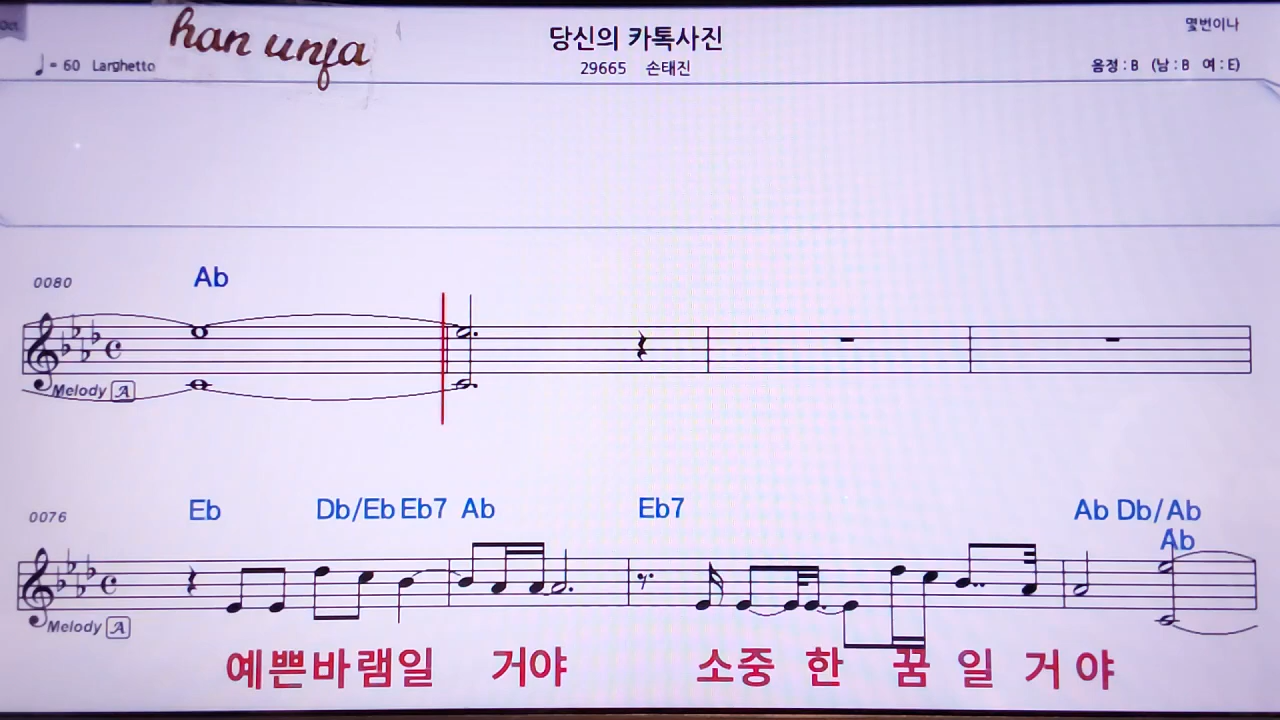 han unja
당신의 카톡사진
몇번이나
♩= 60 Larghetto
29665 손태진
음정 : B (남 : B 여 : E)
0080
Ab
Melody A
0076
Eb Db/Eb Eb7 Ab Eb7 Ab Db/Ab
Ab
Melody A
예쁜바램일 거야 소중 한 꿈 일 거 야